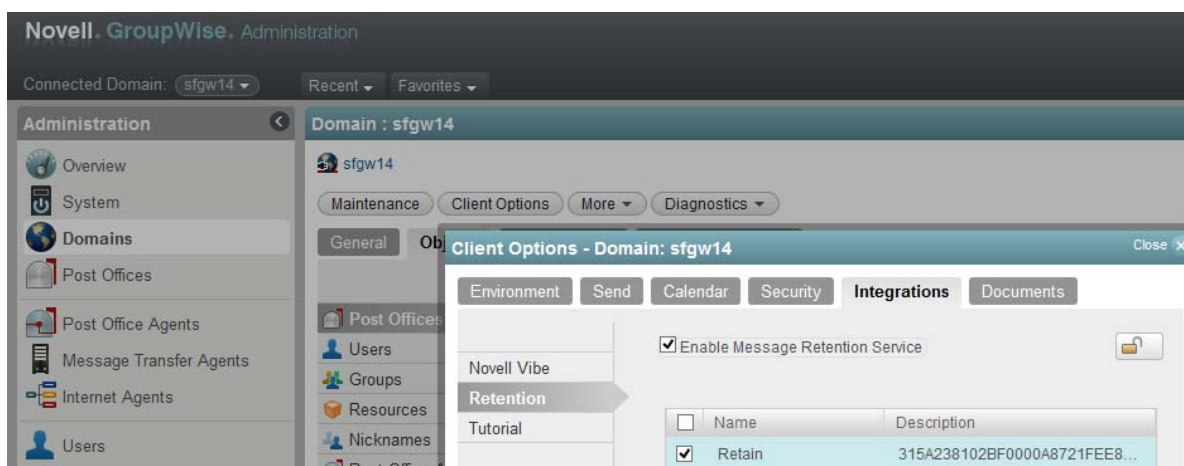 Novell. GroupWise. Administration
Connected Domain: sfgw14
Recent
Favorites
Administration
Overview
System
Domains
Post Offices
Post Office Agents
Message Transfer Agents
Internet Agents
Users
Domain : sfgw14
sfgw14
Maintenance
Client Options
More
Diagnostics
General
Obj
Post Offices
Users
Groups
Resources
Nicknames
Client Options - Domain: sfgw14
Close
Environment
Send
Calendar
Security
Integrations
Documents
Novell Vibe
Retention
Tutorial
Enable Message Retention Service
Name Description
Retain 315A238102BF0000A8721FEE8...